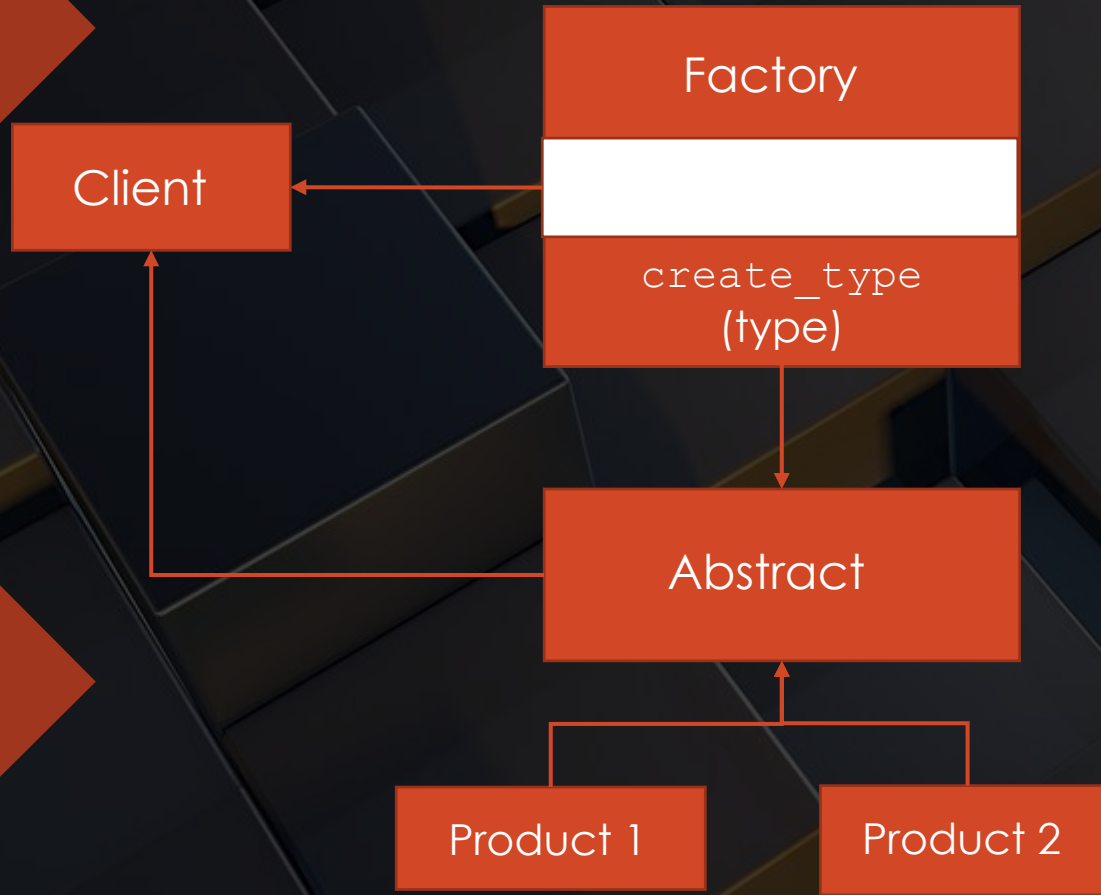 Factory
Client
create_type
(type)
Abstract
Product 1
Product 2